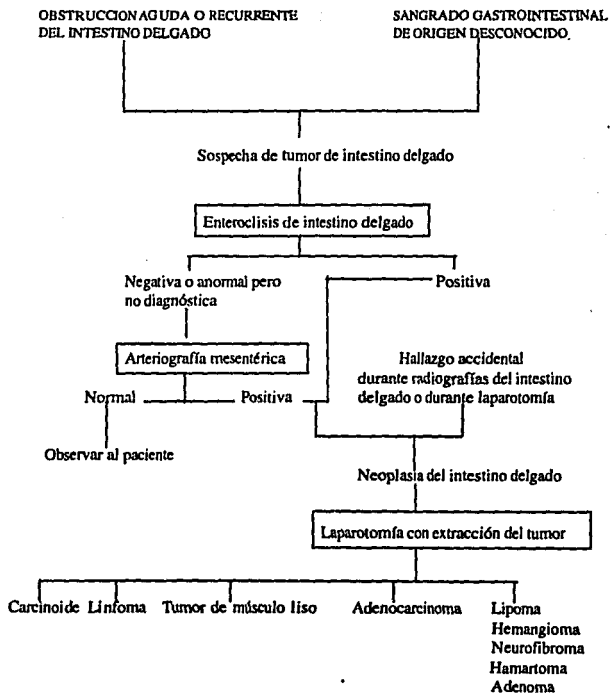 OBSTRUCCION AGUDA O RECURRENTE
DEL INTESTINO DELGADO
SANGRADO GASTROINTESTINAL
DE ORIGEN DESCONOCIDO.
Sospecha de tumor de intestino delgado
Enteroclisis de intestino delgado
Negativa o anormal pero
no diagnóstica
Positiva
Arteriografía mesentérica
Hallazgo accidental
durante radiografías del intestino
delgado o durante laparotomía
Normal
Positiva
Observar al paciente
Neoplasia del intestino delgado
Laparotomía con extracción del tumor
Carcinoide Linfoma Tumor de músculo liso Adenocarcinoma Lipoma
Hemangioma
Neurofibroma
Hamartoma
Adenoma